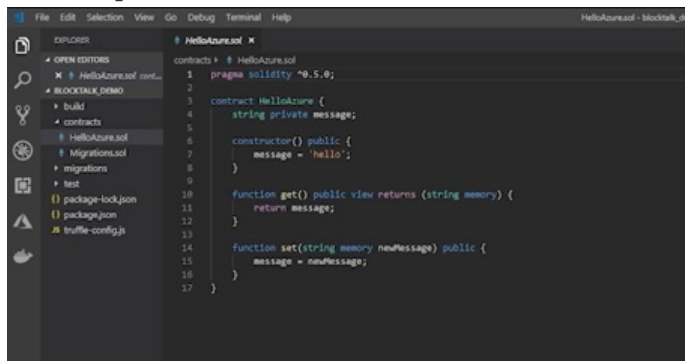 File Edit Selection View Go Debug Terminal Help
HelloAzure.sol - blocktalk_d
EXPLORER
OPEN EDITORS
HelloAzure.sol cont...
BLOCKTALK_DEMO
build
contracts
HelloAzure.sol
Migrations.sol
migrations
test
{} package-lock.json
{} package.json
JS truffle-config.js
HelloAzure.sol ×
contracts HelloAzure.sol
1 pragma solidity ^0.5.0;
2
3 contract HelloAzure {
4 string private message;
5
6 constructor() public {
7 message = 'hello';
8 }
9
10 function get() public view returns (string memory) {
11 return message;
12 }
13
14 function set(string memory newMessage) public {
15 message = newMessage;
16 }
17 }